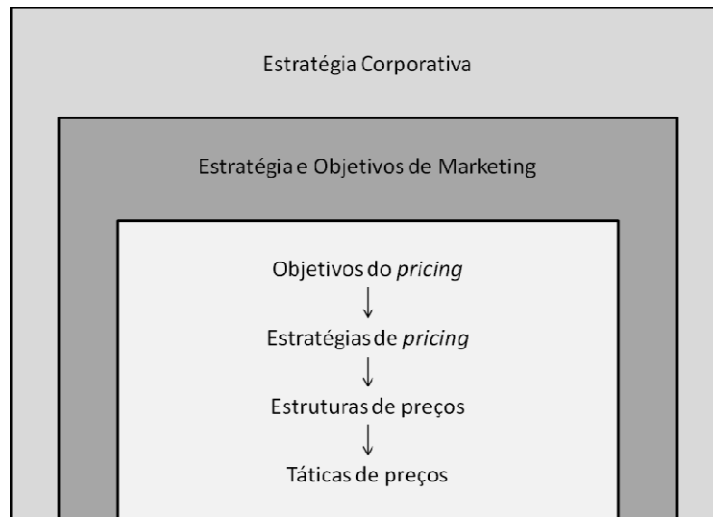 Estratégia Corporativa
Estratégia e Objetivos de Marketing
Objetivos do pricing
Estratégias de pricing
Estruturas de preços
Táticas de preços